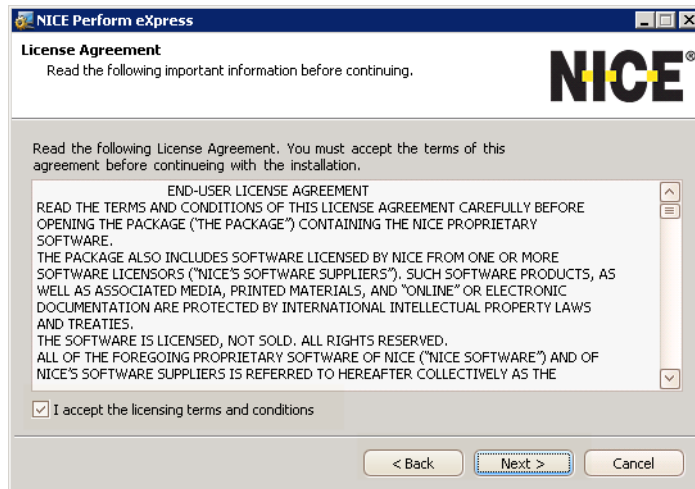 NICE Perform eXpress
License Agreement
Read the following important information before continuing.
NICE®
Read the following License Agreement. You must accept the terms of this
agreement before continueing with the installation.
END-USER LICENSE AGREEMENT
READ THE TERMS AND CONDITIONS OF THIS LICENSE AGREEMENT CAREFULLY BEFORE
OPENING THE PACKAGE ('THE PACKAGE") CONTAINING THE NICE PROPRIETARY
SOFTWARE.
THE PACKAGE ALSO INCLUDES SOFTWARE LICENSED BY NICE FROM ONE OR MORE
SOFTWARE LICENSORS ("NICE'S SOFTWARE SUPPLIERS"). SUCH SOFTWARE PRODUCTS, AS
WELL AS ASSOCIATED MEDIA, PRINTED MATERIALS, AND "ONLINE" OR ELECTRONIC
DOCUMENTATION ARE PROTECTED BY INTERNATIONAL INTELLECTUAL PROPERTY LAWS
AND TREATIES.
THE SOFTWARE IS LICENSED, NOT SOLD. ALL RIGHTS RESERVED.
ALL OF THE FOREGOING PROPRIETARY SOFTWARE OF NICE ("NICE SOFTWARE") AND OF
NICE'S SOFTWARE SUPPLIERS IS REFERRED TO HEREAFTER COLLECTIVELY AS THE
I accept the licensing terms and conditions
< Back
Next >
Cancel